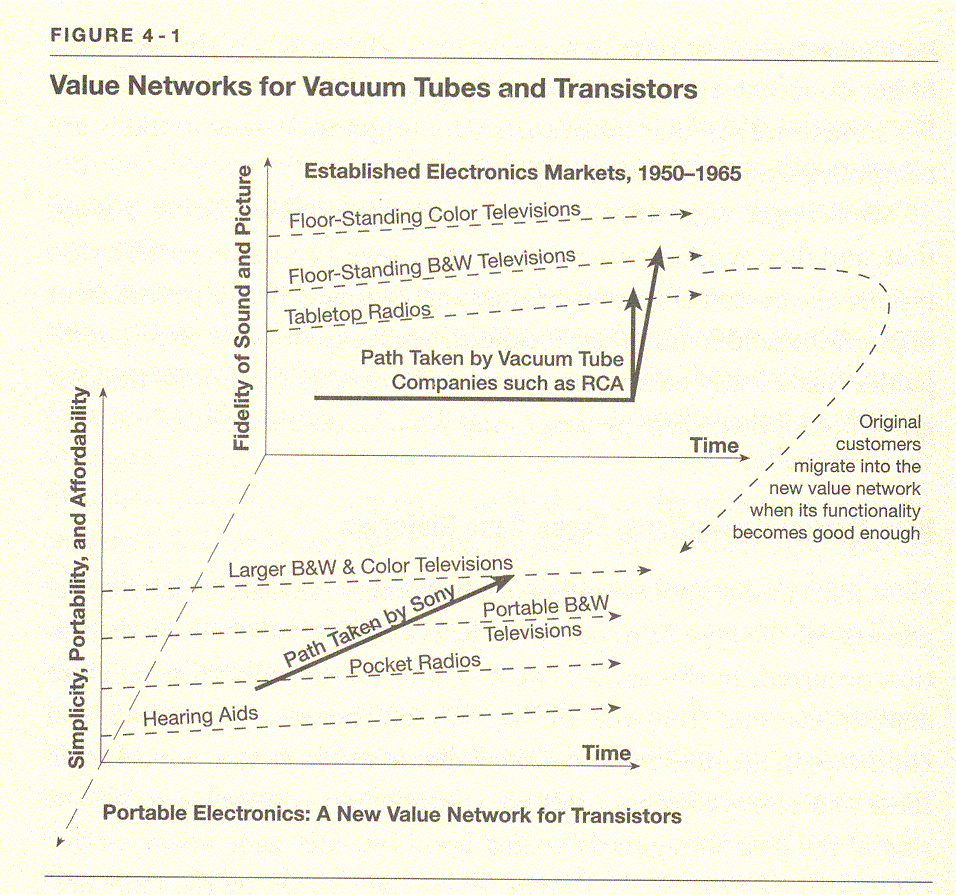 FIGURE 4-1
Value Networks for Vacuum Tubes and Transistors
Established Electronics Markets, 1950–1965
Fidelity of Sound and Picture
Floor-Standing Color Televisions
Floor-Standing B&W Televisions
Tabletop Radios
Path Taken by Vacuum Tube
Companies such as RCA
Time
Original
customers
migrate into the
new value network
when its functionality
becomes good enough
Simplicity, Portability, and Affordability
Larger B&W & Color Televisions
Path Taken by Sony
Portable B&W
Televisions
Pocket Radios
Hearing Aids
Time
Portable Electronics: A New Value Network for Transistors